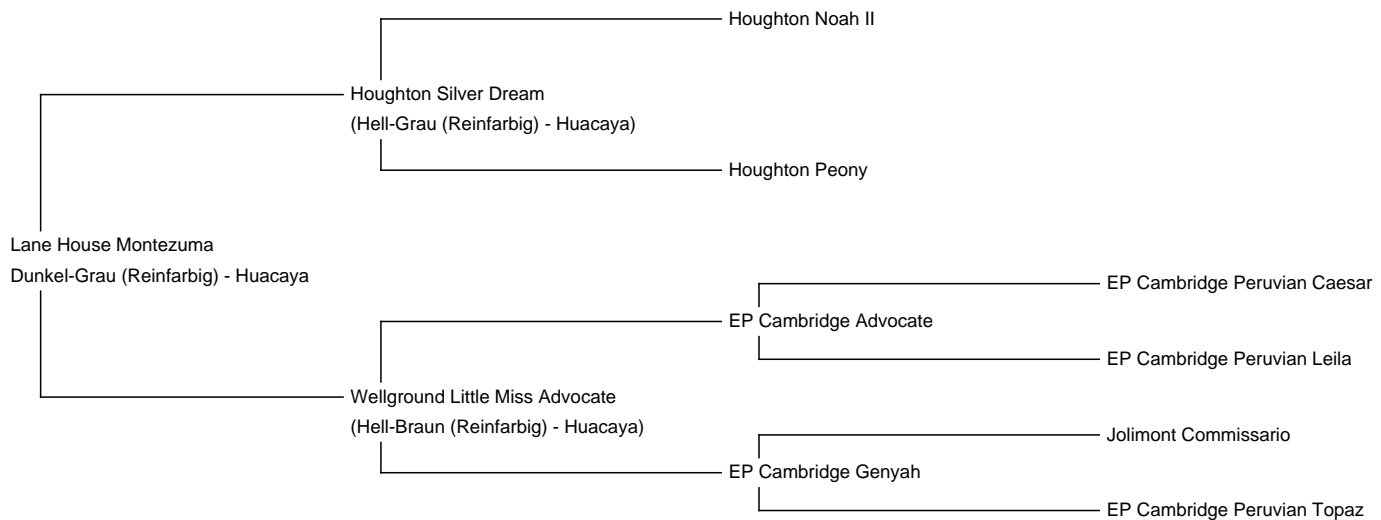 Houghton Noah II
Houghton Silver Dream
(Hell-Grau (Reinfarbig) - Huacaya)
Houghton Peony
Lane House Montezuma
Dunkel-Grau (Reinfarbig) - Huacaya
EP Cambridge Peruvian Caesar
EP Cambridge Advocate
EP Cambridge Peruvian Leila
Wellground Little Miss Advocate
(Hell-Braun (Reinfarbig) - Huacaya)
Jolimont Commissario
EP Cambridge Genyah
EP Cambridge Peruvian Topaz